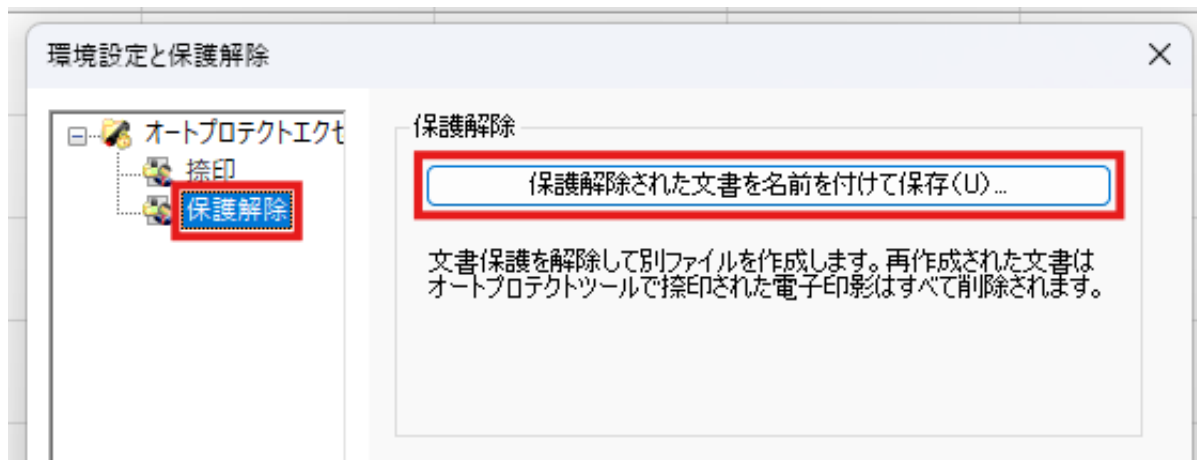 環境設定と保護解除
オートプロテクトエクセ
捺印
保護解除
保護解除
保護解除された文書を名前を付けて保存(U)...
文書保護を解除して別ファイルを作成します。再作成された文書は
オートプロテクトツールで捺印された電子印影はすべて削除されます。